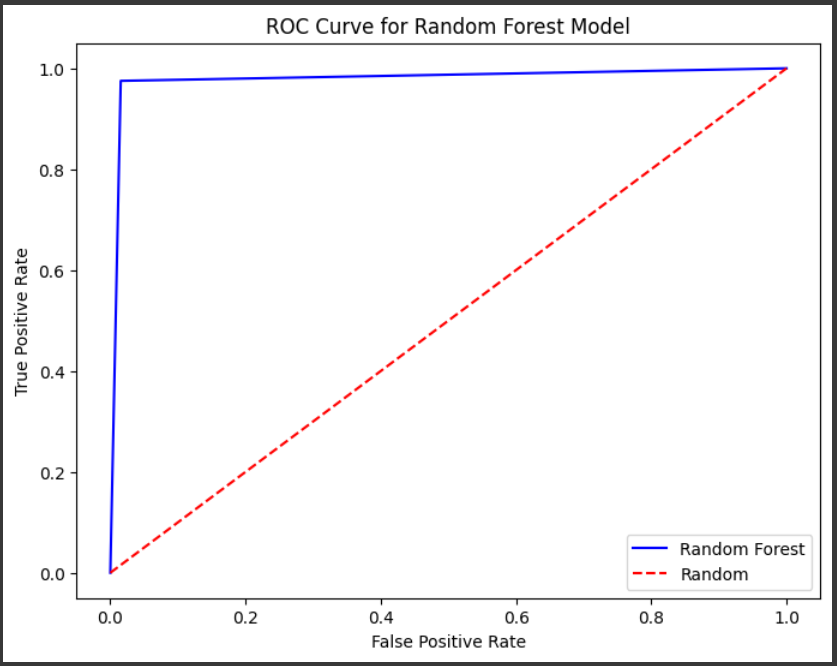 ROC Curve for Random Forest Model
1.0
0.8
0.6
0.4
0.2
0.0
True Positive Rate
Random Forest
Random
0.0 0.2 0.4 0.6 0.8 1.0
False Positive Rate